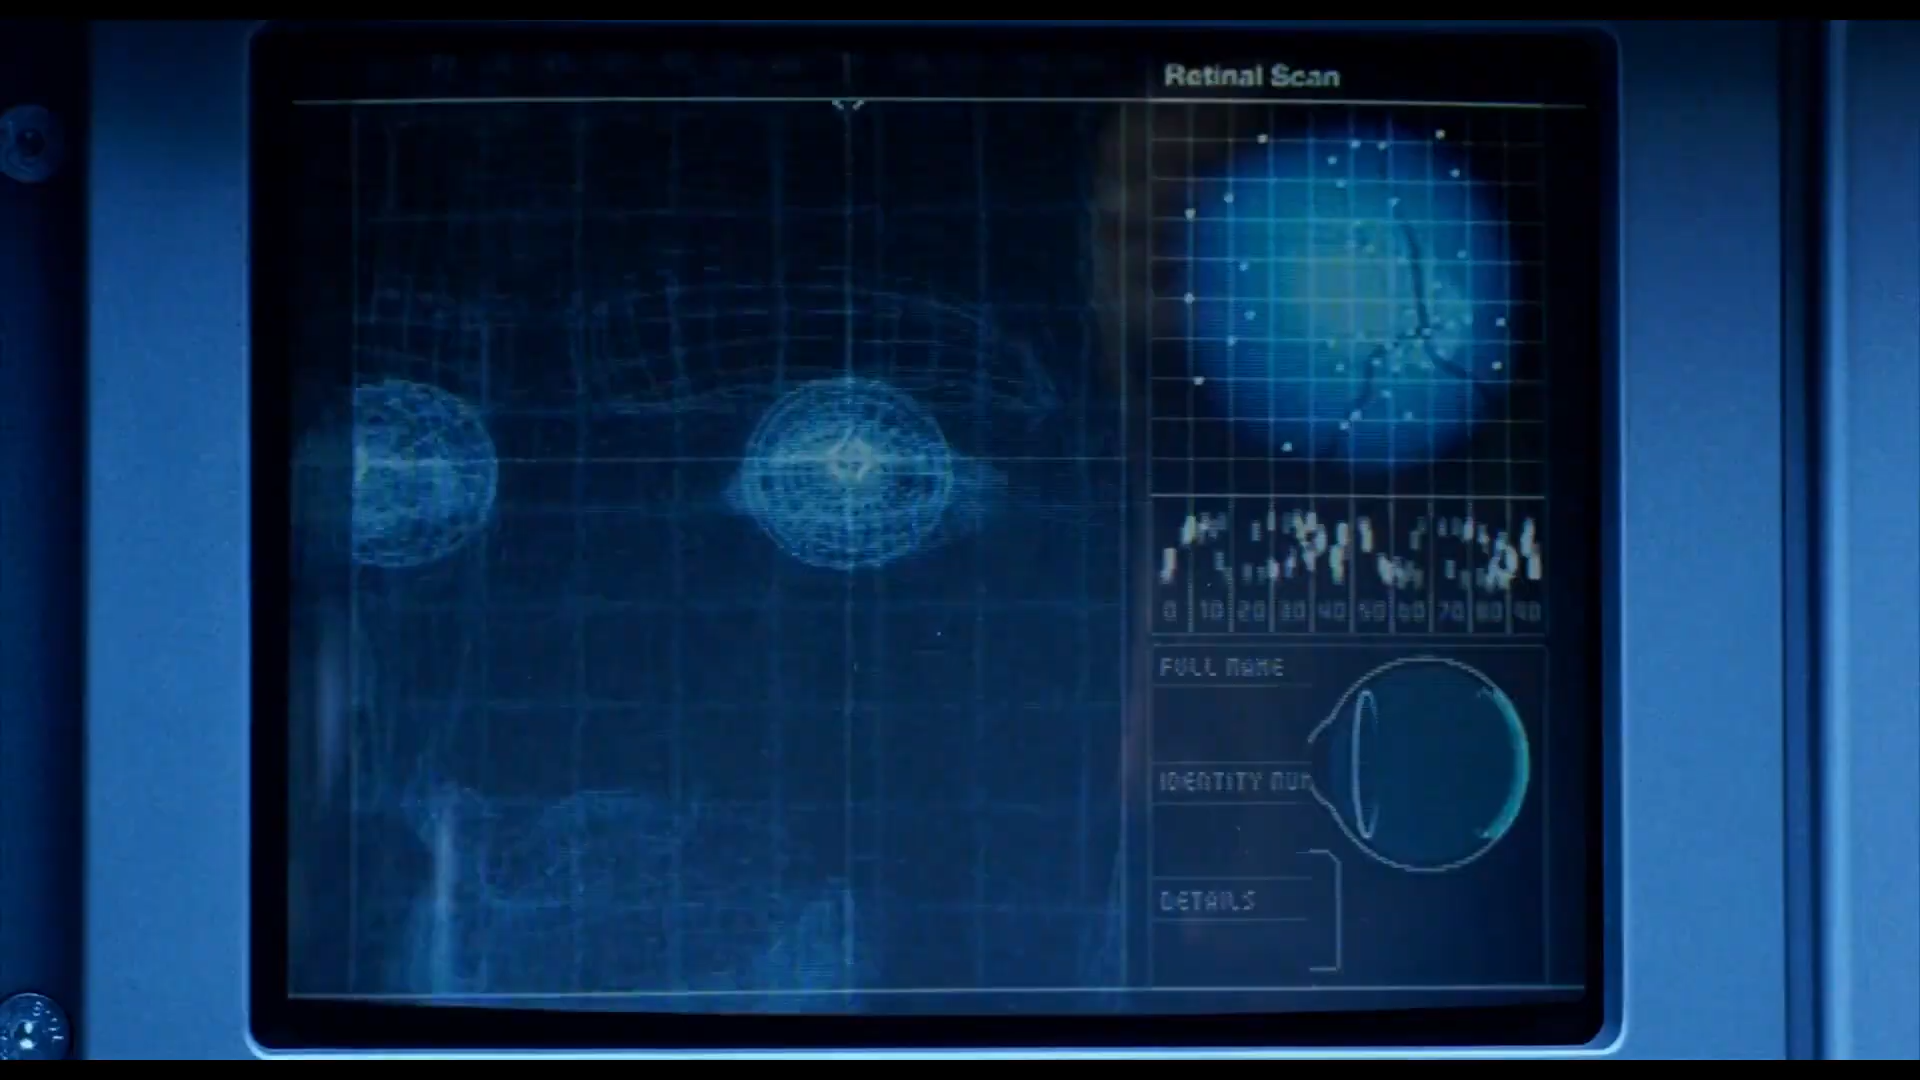 Retinal Scan
0 10 20 30 40 50 60 70 80 90
FULL NAME
IDENTITY NUM
DETAILS